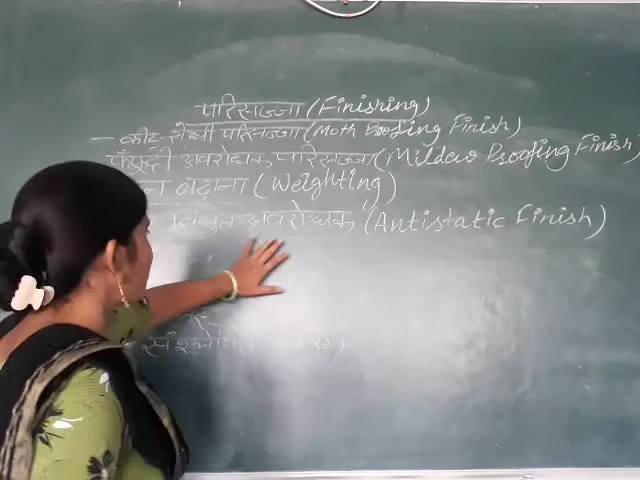 परिसज्जा (Finishing)
- कीट-रोधी परिसज्जा (Moth Proofing Finish)
फफूंदी अवरोधक परिसज्जा (Mildew Proofing Finish)
बढ़ाना (Weighting)
विद्युत अवरोधक (Antistatic Finish)